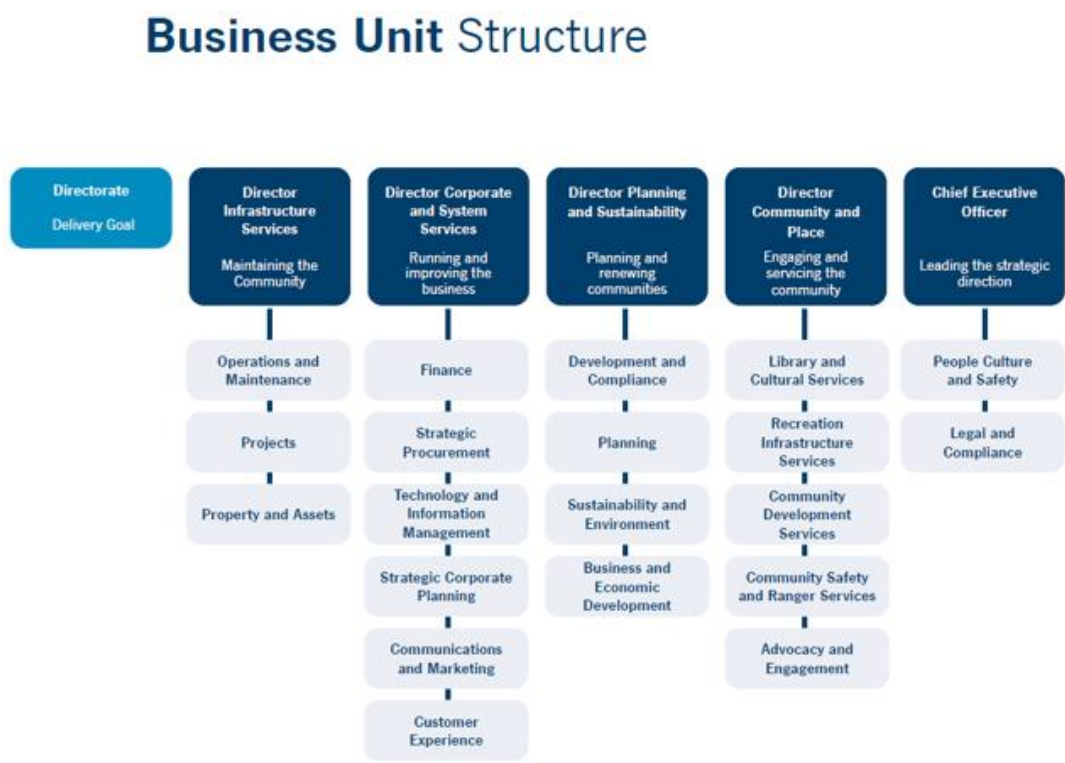 Business Unit Structure
Directorate
Delivery Goal
Director
Infrastructure
Services
Maintaining the
Community
Operations and
Maintenance
Projects
Property and Assets
Director Corporate
and System
Services
Running and
improving the
business
Finance
Strategic
Procurement
Technology and
Information
Management
Strategic Corporate
Planning
Communications
and Marketing
Customer
Experience
Director Planning
and Sustainability
Planning and
renewing
communities
Development and
Compliance
Planning
Sustainability and
Environment
Business and
Economic
Development
Director
Community and
Place
Engaging and
servicing the
community
Library and
Cultural Services
Recreation
Infrastructure
Services
Community
Development
Services
Community Safety
and Ranger Services
Advocacy and
Engagement
Chief Executive
Officer
Leading the strategic
direction
People Culture
and Safety
Legal and
Compliance